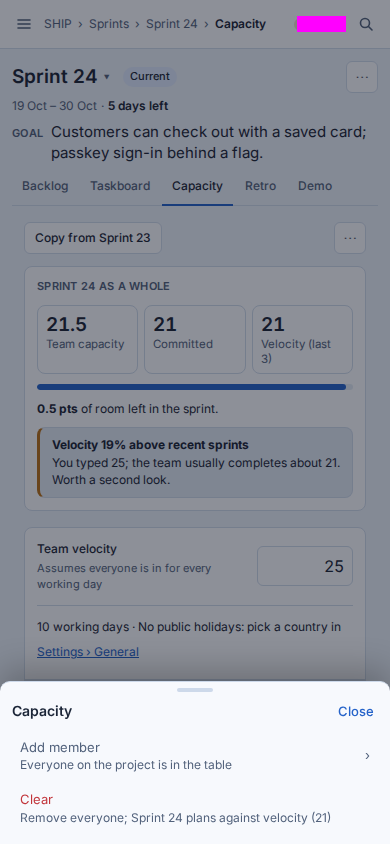 SHIP › Sprints › Sprint 24 › Capacity
Sprint 24 ▾ Current ...
19 Oct – 30 Oct · 5 days left
GOAL Customers can check out with a saved card;
passkey sign-in behind a flag.
Backlog Taskboard Capacity Retro Demo
Copy from Sprint 23 ...
SPRINT 24 AS A WHOLE
21.5 21 21
Team capacity Committed Velocity (last
3)
0.5 pts of room left in the sprint.
Velocity 19% above recent sprints
You typed 25; the team usually completes about 21.
Worth a second look.
Team velocity
Assumes everyone is in for every
working day
25
10 working days · No public holidays: pick a country in
Settings › General
Capacity Close
Add member
Everyone on the project is in the table ›
Clear
Remove everyone; Sprint 24 plans against velocity (21)